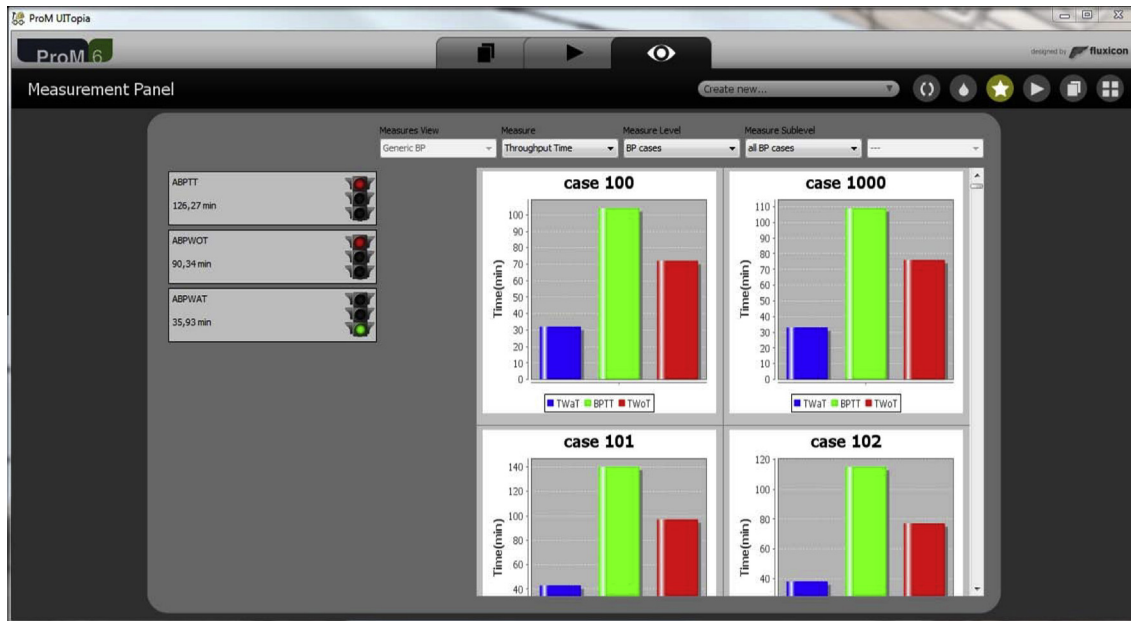 ProM UITopia
ProM 6
designed by fluxicon
Measurement Panel
Create new...
Measures View
Measure
Measure Level
Measure Sublevel
Generic BP
Throughput Time
BP cases
all BP cases
---
ABPTT
126,27 min
ABPWOT
90,34 min
ABPWAT
35,93 min
case 100
Time(min)
100
90
80
70
60
50
40
30
20
10
0
TWaT BPTT TWoT
case 1000
Time(min)
110
100
90
80
70
60
50
40
30
20
10
0
TWaT BPTT TWoT
case 101
Time(min)
140
120
100
80
60
40
case 102
Time(min)
120
100
80
60
40